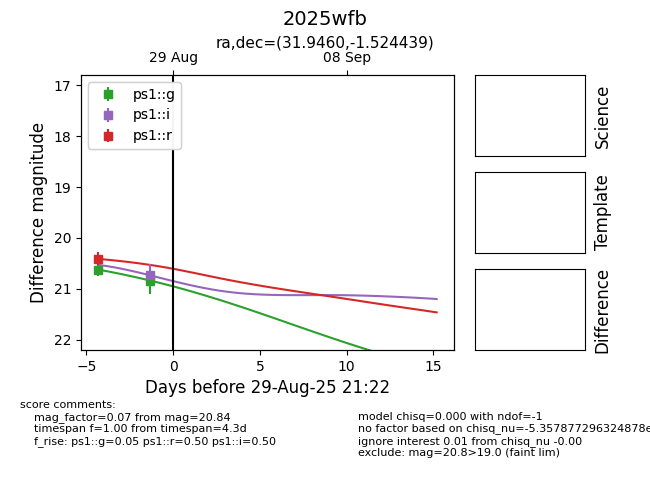 2025wfb
ra,dec=(31.9460,-1.524439)
29 Aug
08 Sep
ps1::g
ps1::i
ps1::r
17
18
19
20
21
22
Difference magnitude
−5
0
5
10
15
Days before 29-Aug-25 21:22
Science
Template
Difference
score comments:
mag_factor=0.07 from mag=20.84
timespan f=1.00 from timespan=4.3d
f_rise: ps1::g=0.05 ps1::r=0.50 ps1::i=0.50
model chisq=0.000 with ndof=-1
no factor based on chisq_nu=-5.357877296324878e
ignore interest 0.01 from chisq_nu -0.00
exclude: mag=20.8>19.0 (faint lim)